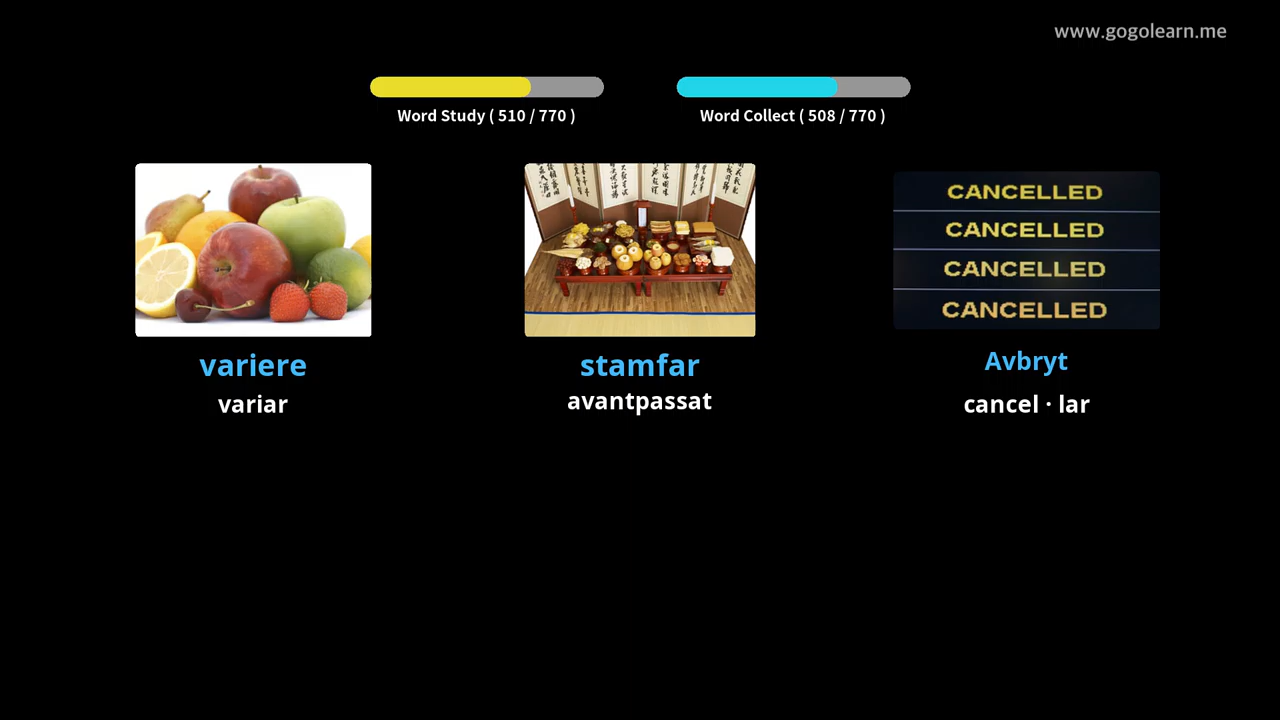 www.gogolearn.me
Word Study ( 510 / 770 )
Word Collect ( 508 / 770 )
CANCELLED
CANCELLED
CANCELLED
CANCELLED
variere
stamfar
Avbryt
variar
avantpassat
cancel · lar